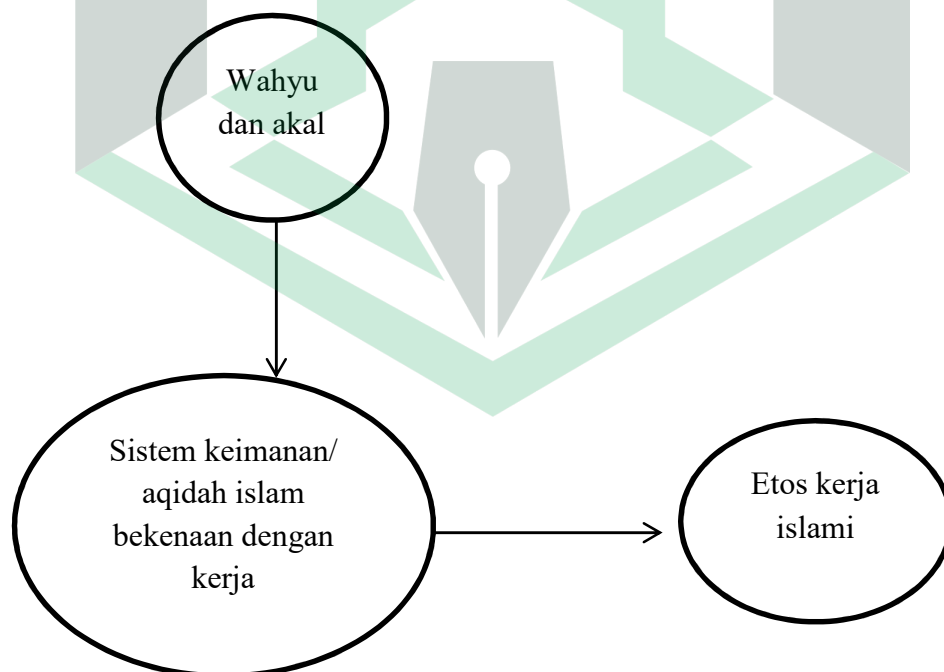 Wahyu
dan akal
Sistem keimanan/
aqidah islam
bekenaan dengan
kerja
Etos kerja
islami